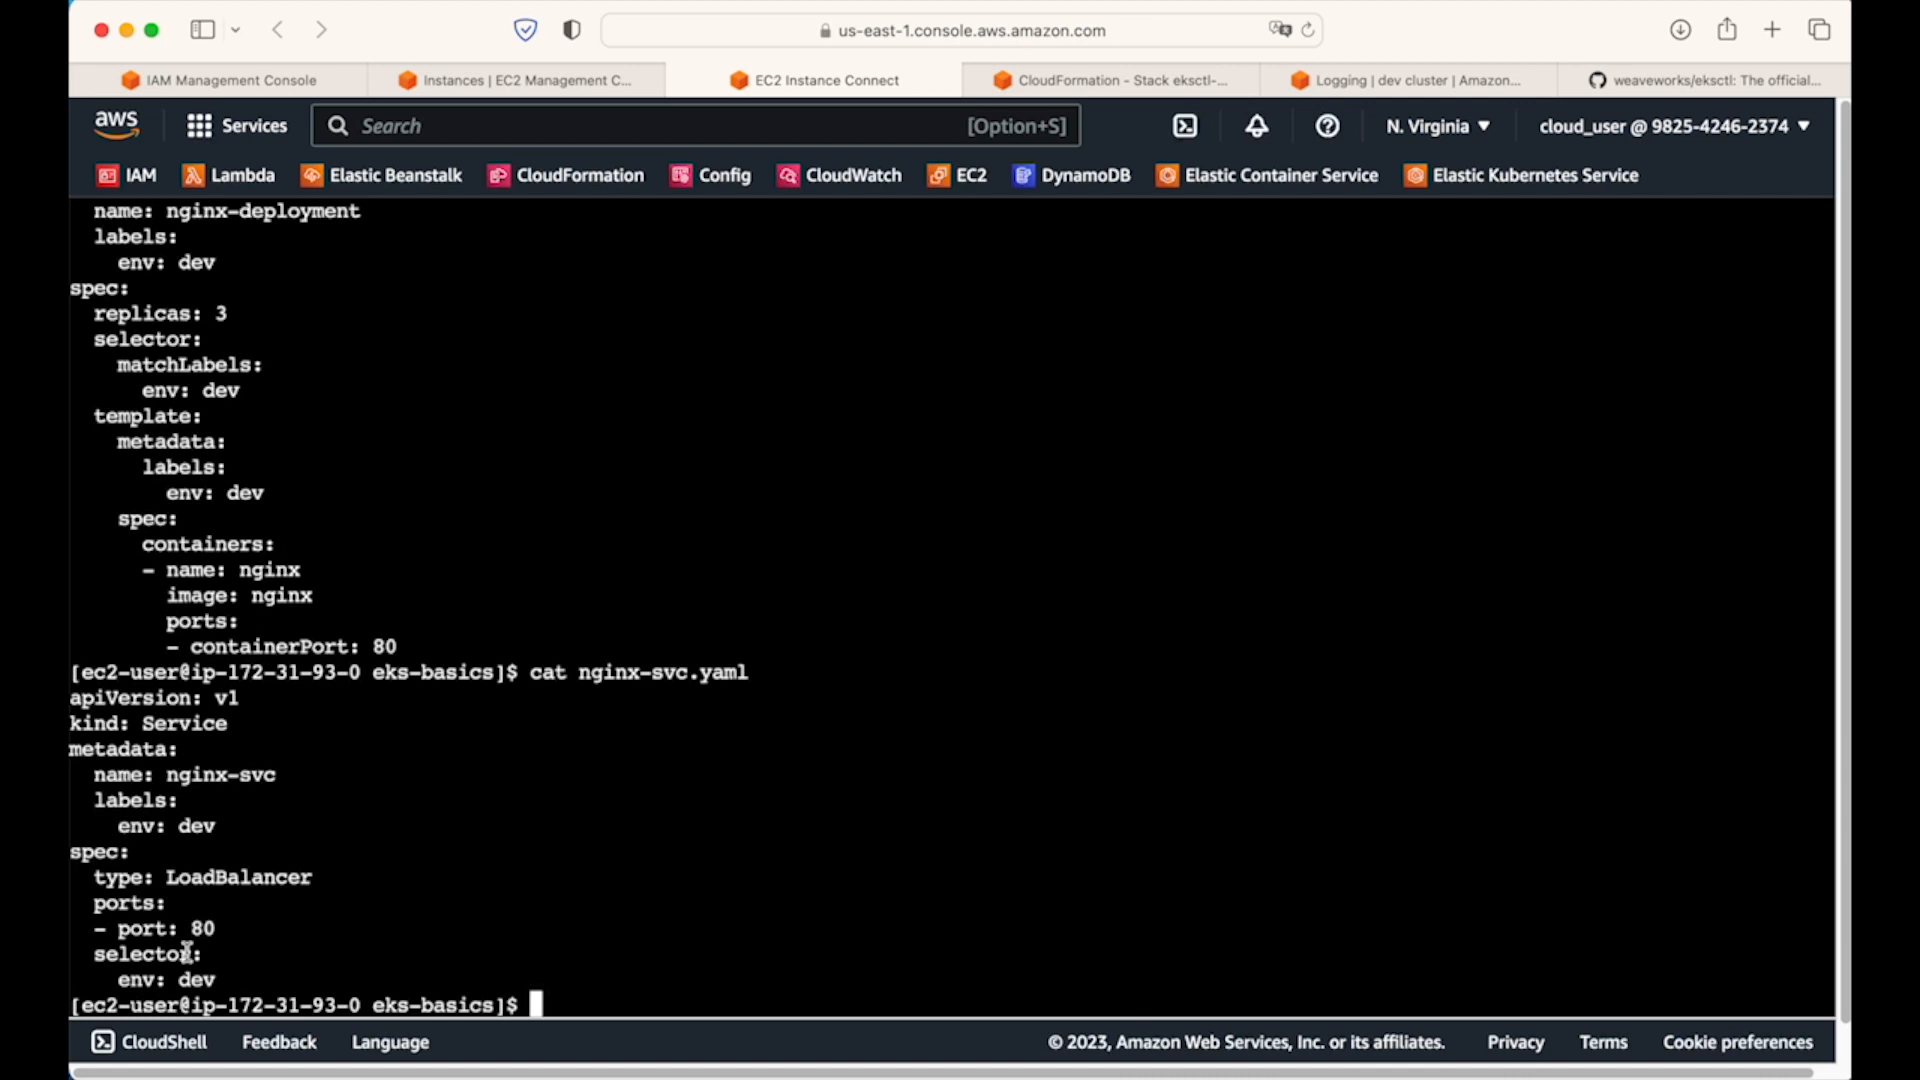 us-east-1.console.aws.amazon.com
IAM Management Console
Instances | EC2 Management C...
EC2 Instance Connect
CloudFormation - Stack eksctl-...
Logging | dev cluster | Amazon...
weaveworks/eksctl: The official...
aws
Services
Search
[Option+S]
N. Virginia
cloud_user @ 9825-4246-2374
IAM
Lambda
Elastic Beanstalk
CloudFormation
Config
CloudWatch
EC2
DynamoDB
Elastic Container Service
Elastic Kubernetes Service
  name: nginx-deployment
  labels:
    env: dev
spec:
  replicas: 3
  selector:
    matchLabels:
      env: dev
  template:
    metadata:
      labels:
        env: dev
    spec:
      containers:
      - name: nginx
        image: nginx
        ports:
        - containerPort: 80
[ec2-user@ip-172-31-93-0 eks-basics]$ cat nginx-svc.yaml
apiVersion: v1
kind: Service
metadata:
  name: nginx-svc
  labels:
    env: dev
spec:
  type: LoadBalancer
  ports:
  - port: 80
  selector:
    env: dev
[ec2-user@ip-172-31-93-0 eks-basics]$
CloudShell
Feedback
Language
© 2023, Amazon Web Services, Inc. or its affiliates.
Privacy
Terms
Cookie preferences